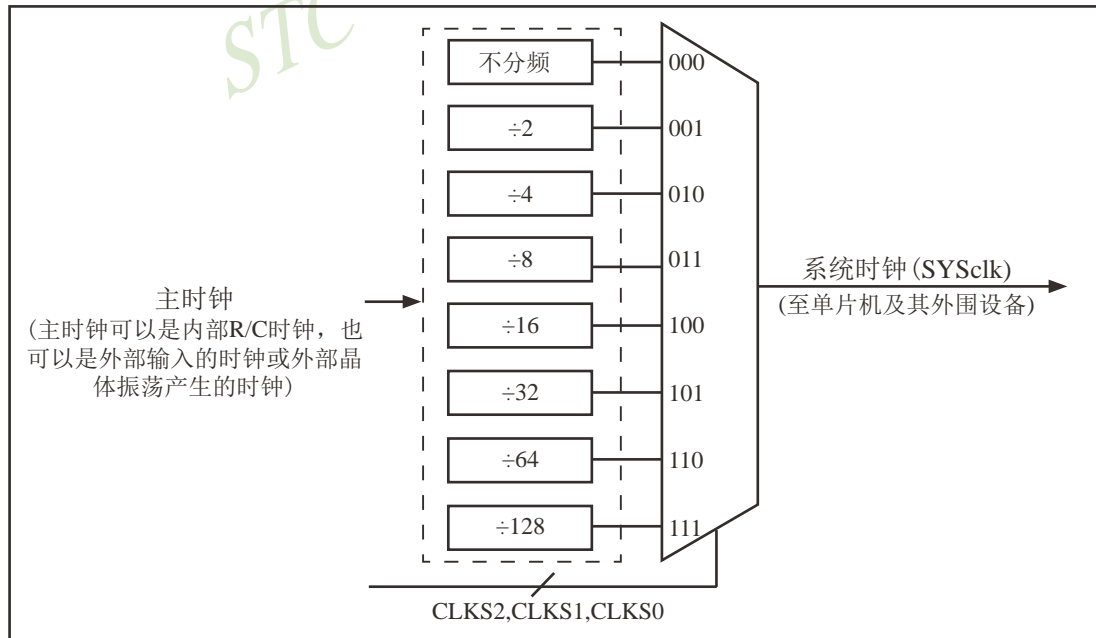 STC
不分频
000
÷2
001
÷4
010
÷8
011
÷16
100
÷32
101
÷64
110
÷128
111
主时钟
(主时钟可以是内部R/C时钟，也
可以是外部输入的时钟或外部晶
体振荡产生的时钟)
系统时钟(SYSclk)
(至单片机及其外围设备)
CLKS2,CLKS1,CLKS0